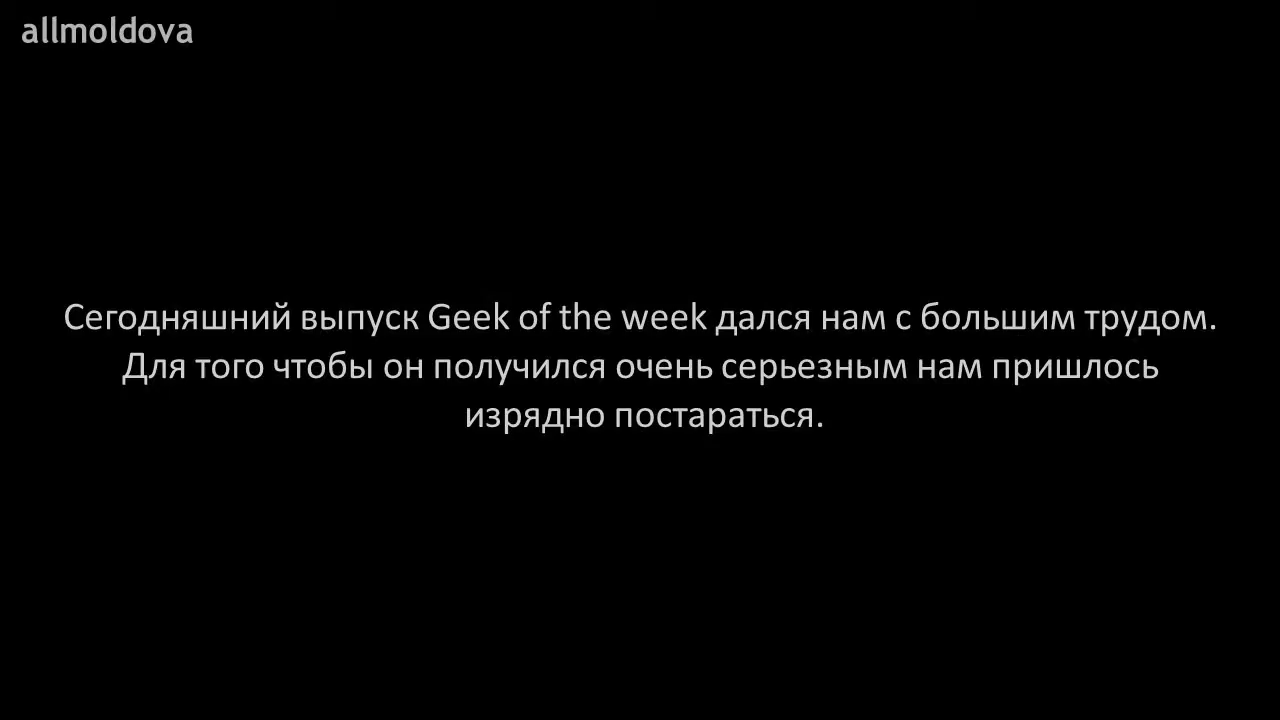 allmoldova
Сегодняшний выпуск Geek of the week дался нам с большим трудом.
Для того чтобы он получился очень серьезным нам пришлось
изрядно постараться.